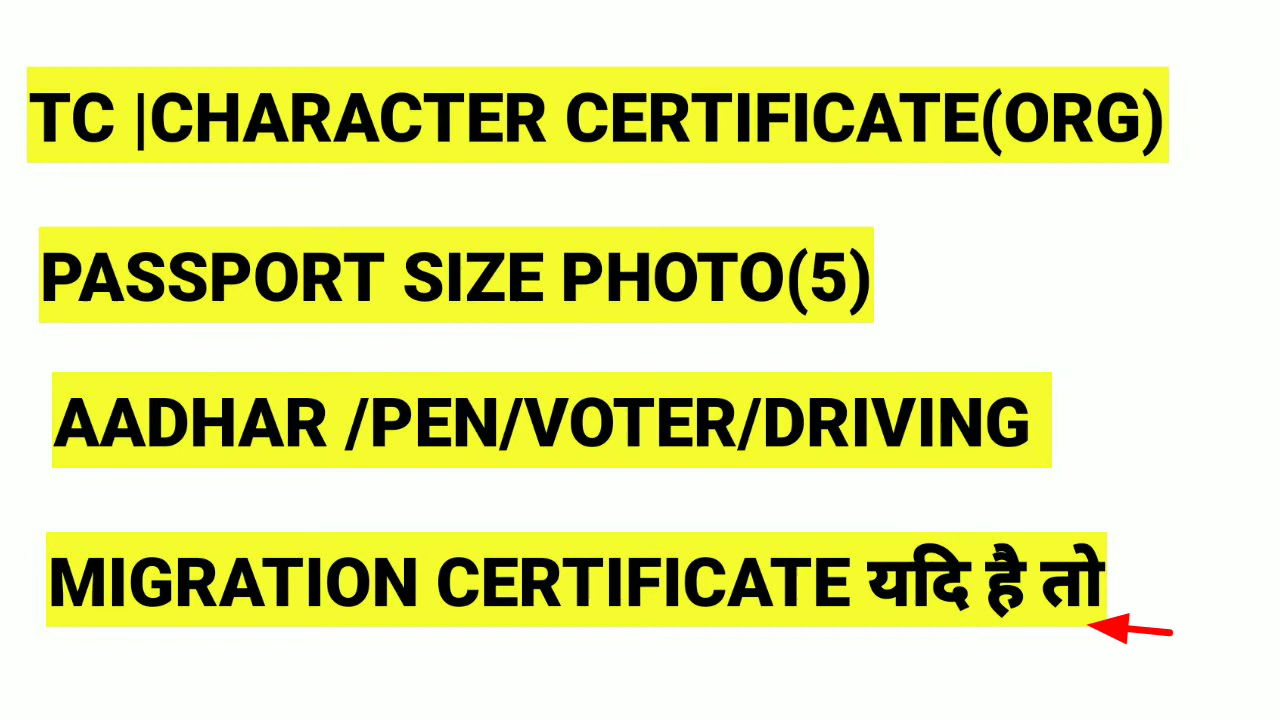 TC |CHARACTER CERTIFICATE(ORG)
PASSPORT SIZE PHOTO(5)
AADHAR /PEN/VOTER/DRIVING
MIGRATION CERTIFICATE यदि है तो